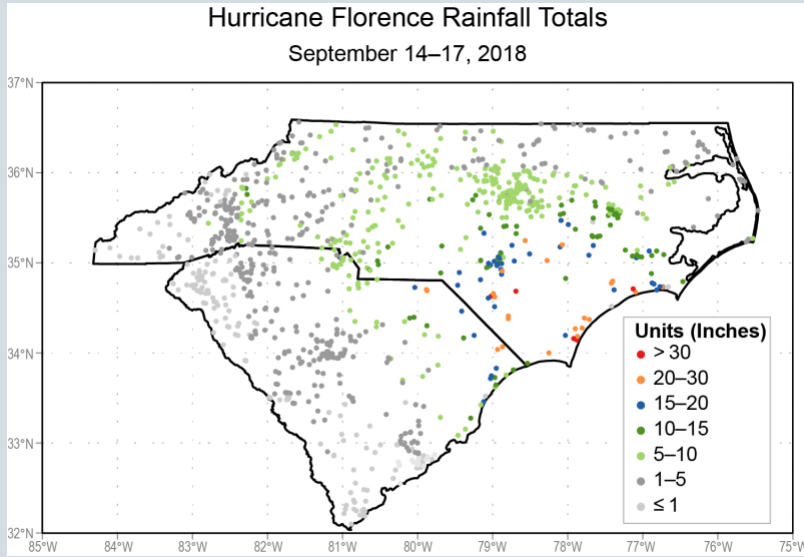 Hurricane Florence Rainfall Totals
September 14–17, 2018
37°N
36°N
35°N
34°N
33°N
32°N
Units (Inches)
> 30
20–30
15–20
10–15
5–10
1–5
≤ 1
85°W 84°W 83°W 82°W 81°W 80°W 79°W 78°W 77°W 76°W 75°W